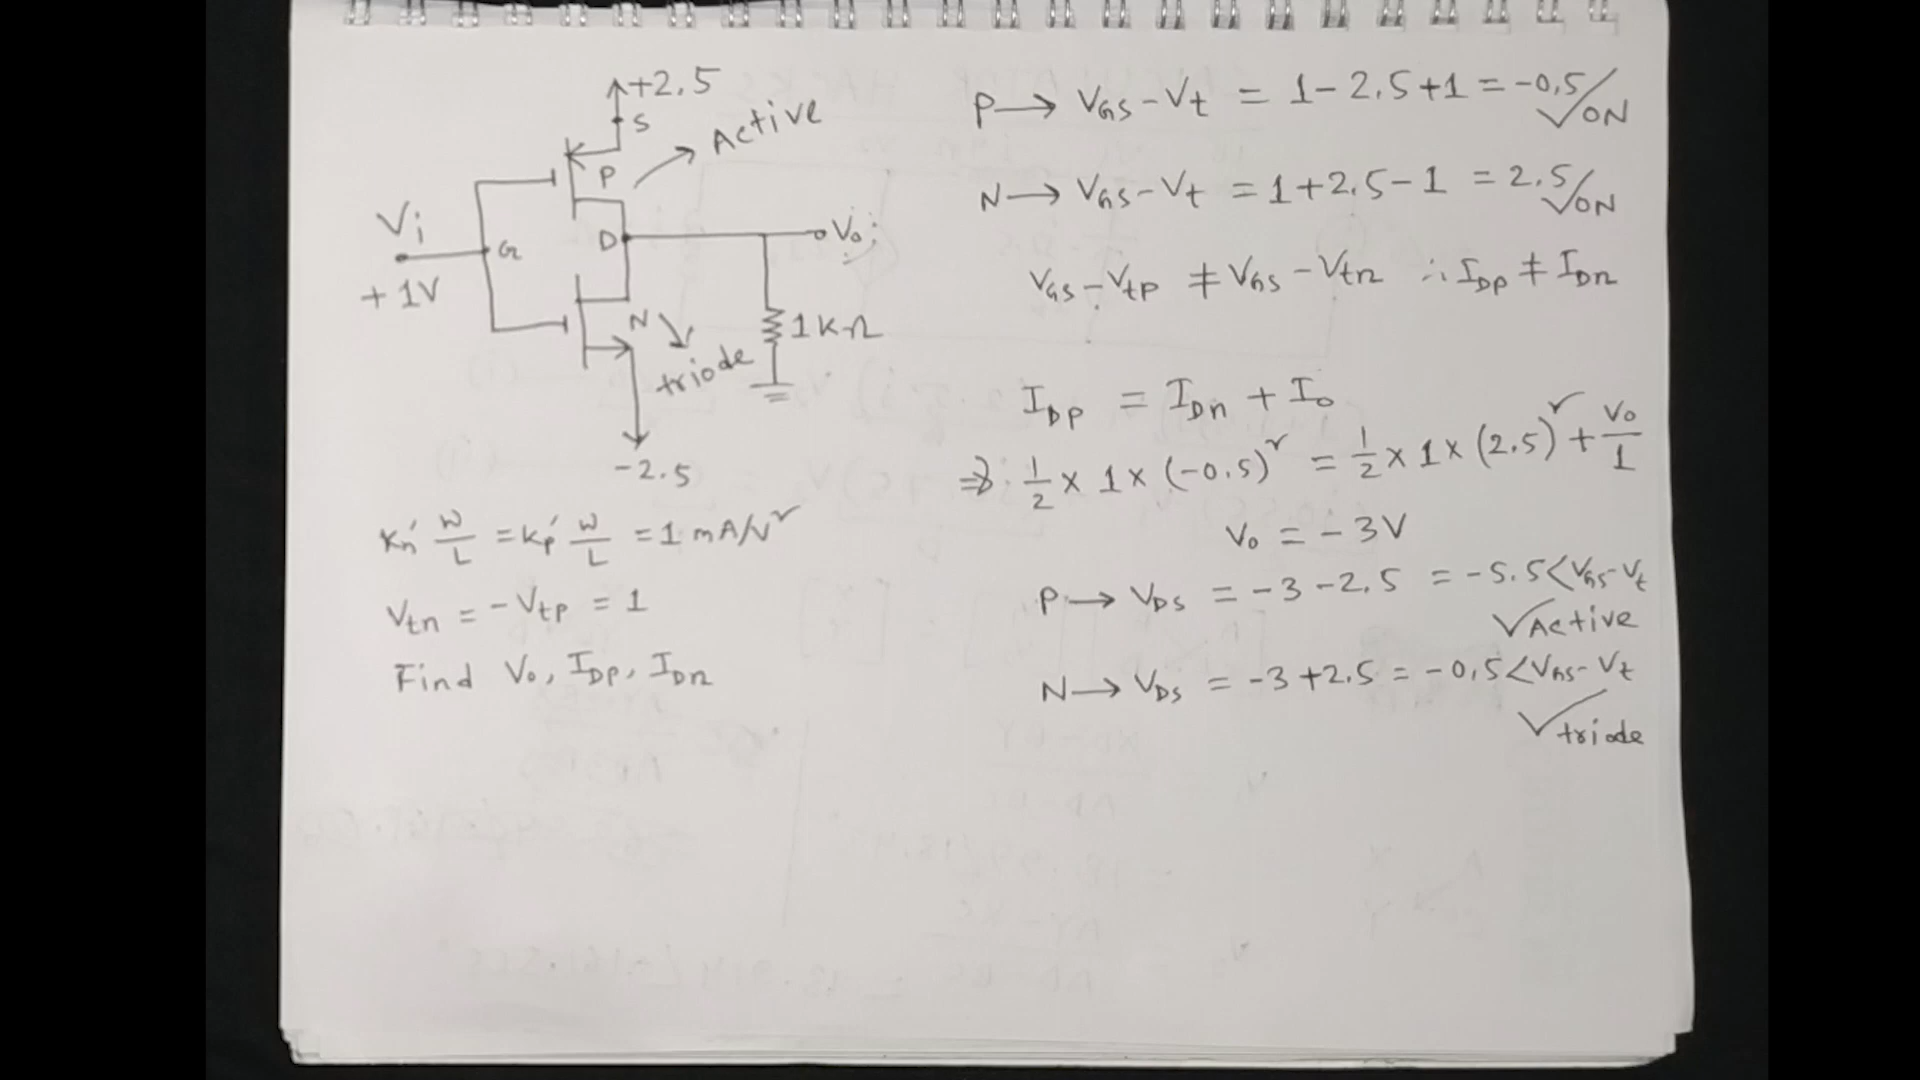 +2.5
S
Active
P
Vi
G
D
Vo
+1V
N
1kΩ
triode
-2.5
Kn' W/L = Kp' W/L = 1 mA/V²
Vtn = -Vtp = 1
Find Vo, IDp, IDn
P → VGS - Vt = 1 - 2.5 + 1 = -0.5 / ✓ON
N → VGS - Vt = 1 + 2.5 - 1 = 2.5 / ✓ON
VGS - Vtp ≠ VGS - Vtn ∴ IDp ≠ IDn
IDp = IDn + Io
⇒ 1/2 × 1 × (-0.5)² = 1/2 × 1 × (2.5)² + Vo/1
Vo = -3V
P → VDS = -3 - 2.5 = -5.5 < VGS - Vt
✓Active
N → VDS = -3 + 2.5 = -0.5 < VGS - Vt
✓triode